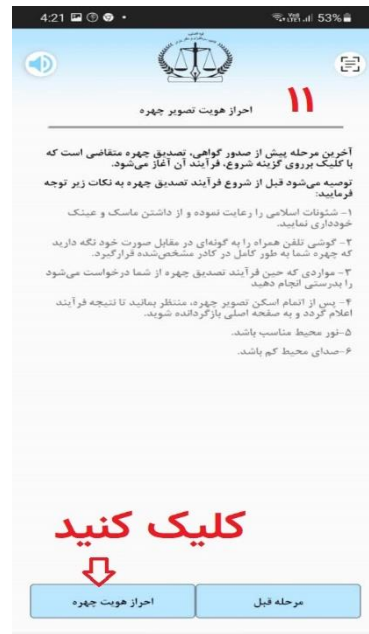 4:21 53%
۱۱
احراز هویت تصویر چهره
آخرین مرحله پیش از صدور گواهی، تصدیق چهره متقاضی است که
با کلیک برروی گزینه شروع، فرآیند آن آغاز می‌شود.
توصیه می‌شود قبل از شروع فرآیند تصدیق چهره به نکات زیر توجه
فرمایید:
۱- شئونات اسلامی را رعایت نموده و از داشتن ماسک و عینک
خودداری نمایید.
۲- گوشی تلفن همراه را به گونه‌ای در مقابل صورت خود نگه دارید
که چهره شما به طور کامل در کادر مشخص‌شده قرارگیرد.
۳- مواردی که حین فرآیند تصدیق چهره از شما درخواست می‌شود
را بدرستی انجام دهید
۴- پس از اتمام اسکن تصویر چهره، منتظر بمانید تا نتیجه فرآیند
اعلام گردد و به صفحه اصلی بازگردانده شوید.
۵-نور محیط مناسب باشد.
۶-صدای محیط کم باشد.
کلیک کنید
مرحله قبل
احراز هویت چهره